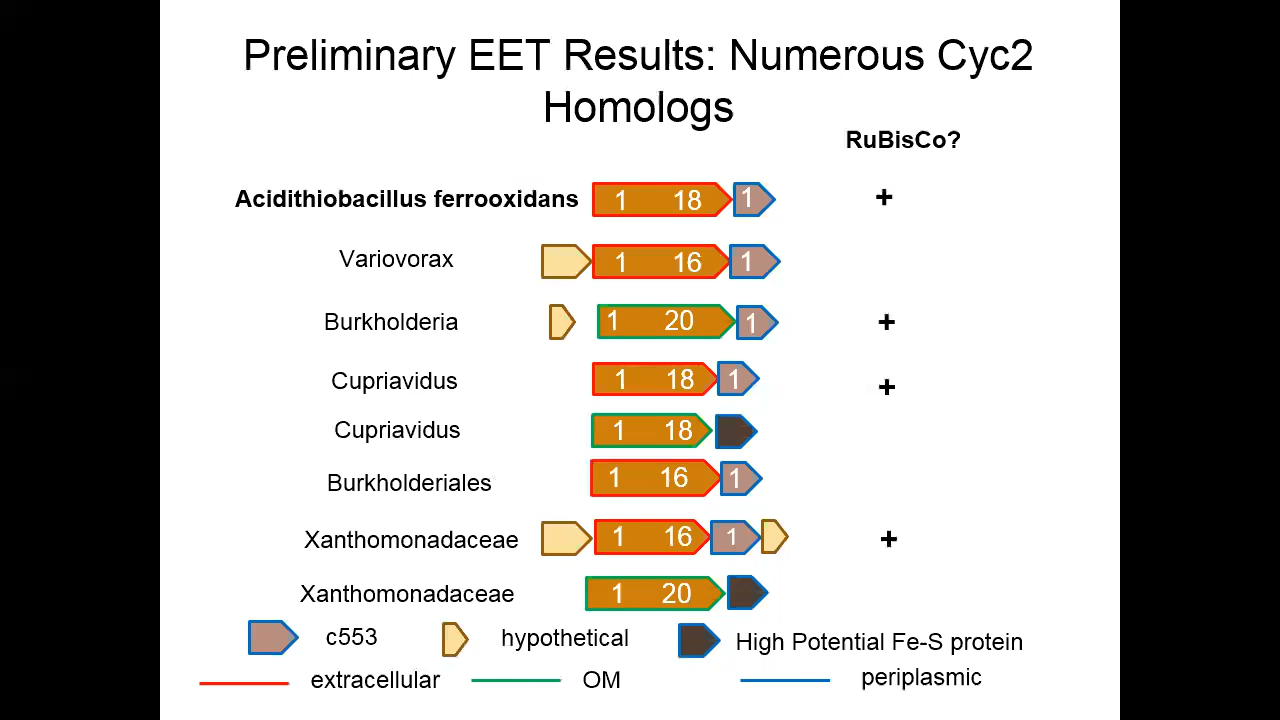 Preliminary EET Results: Numerous Cyc2
Homologs
RuBisCo?
Acidithiobacillus ferrooxidans 1 18 1 +
Variovorax 1 16 1
Burkholderia 1 20 1 +
Cupriavidus 1 18 1 +
Cupriavidus 1 18
Burkholderiales 1 16 1
Xanthomonadaceae 1 16 1 +
Xanthomonadaceae 1 20
c553 hypothetical High Potential Fe-S protein
extracellular OM periplasmic